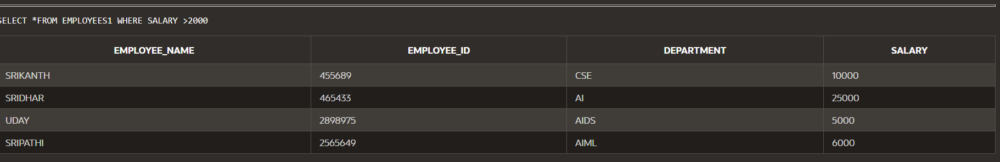 SELECT *FROM EMPLOYEES1 WHERE SALARY >2000
EMPLOYEE_NAME EMPLOYEE_ID DEPARTMENT SALARY
SRIKANTH 455689 CSE 10000
SRIDHAR 465433 AI 25000
UDAY 2898975 AIDS 5000
SRIPATHI 2565649 AIML 6000